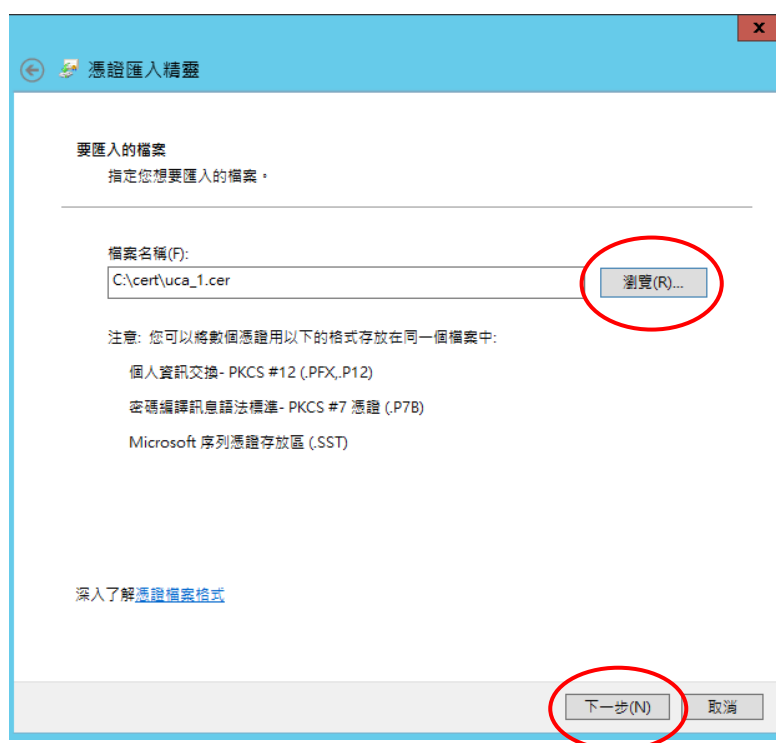 x
憑證匯入精靈
要匯入的檔案
指定您想要匯入的檔案。
檔案名稱(F):
C:\cert\uca_1.cer
瀏覽(R)...
注意: 您可以將數個憑證用以下的格式存放在同一個檔案中:
個人資訊交換- PKCS #12 (.PFX,.P12)
密碼編譯訊息語法標準- PKCS #7 憑證 (.P7B)
Microsoft 序列憑證存放區 (.SST)
深入了解憑證檔案格式
下一步(N)
取消